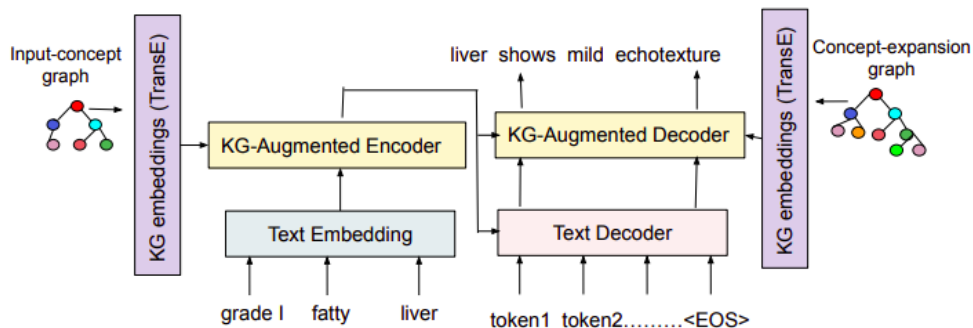 Input-concept
graph
KG embeddings (TransE)
liver shows mild echotexture
KG embeddings (TransE)
Concept-expansion
graph
KG-Augmented Encoder
KG-Augmented Decoder
Text Embedding
Text Decoder
grade I fatty liver
token1 token2.........<EOS>